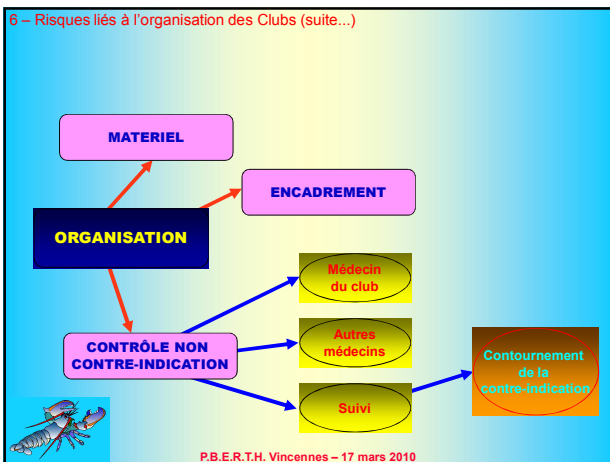 6 – Risques liés à l'organisation des Clubs (suite...)
MATERIEL
ENCADREMENT
ORGANISATION
Médecin
du club
Autres
médecins
CONTRÔLE NON
CONTRE-INDICATION
Contournement
de la
contre-indication
Suivi
P.B.E.R.T.H. Vincennes – 17 mars 2010